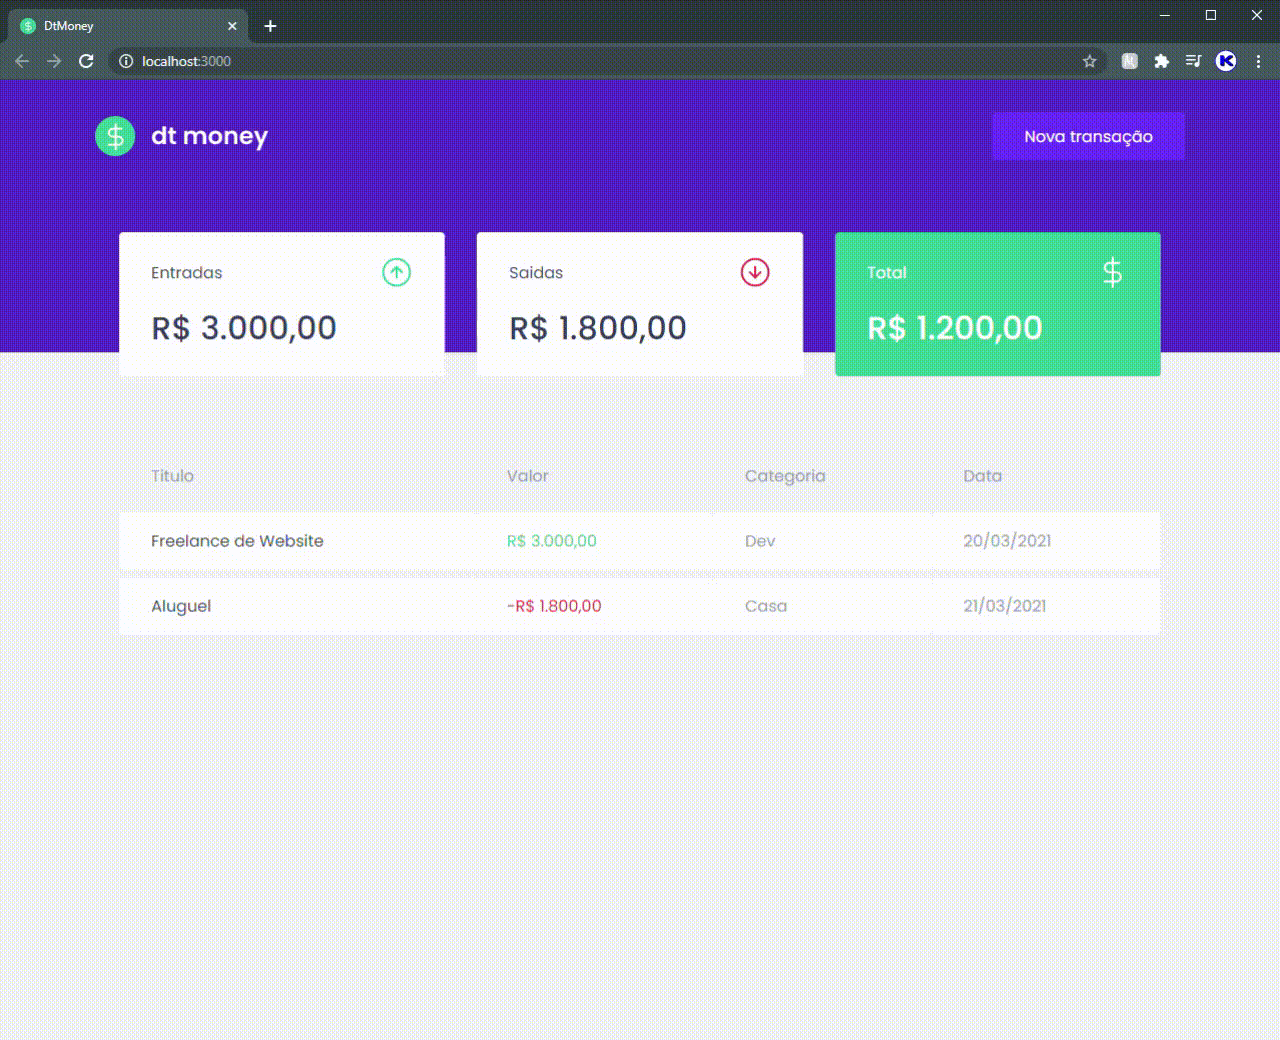 DtMoney
localhost:3000
dt money
Nova transação
Entradas
R$ 3.000,00
Saidas
R$ 1.800,00
Total
R$ 1.200,00
Titulo Valor Categoria Data
Freelance de Website R$ 3.000,00 Dev 20/03/2021
Aluguel -R$ 1.800,00 Casa 21/03/2021